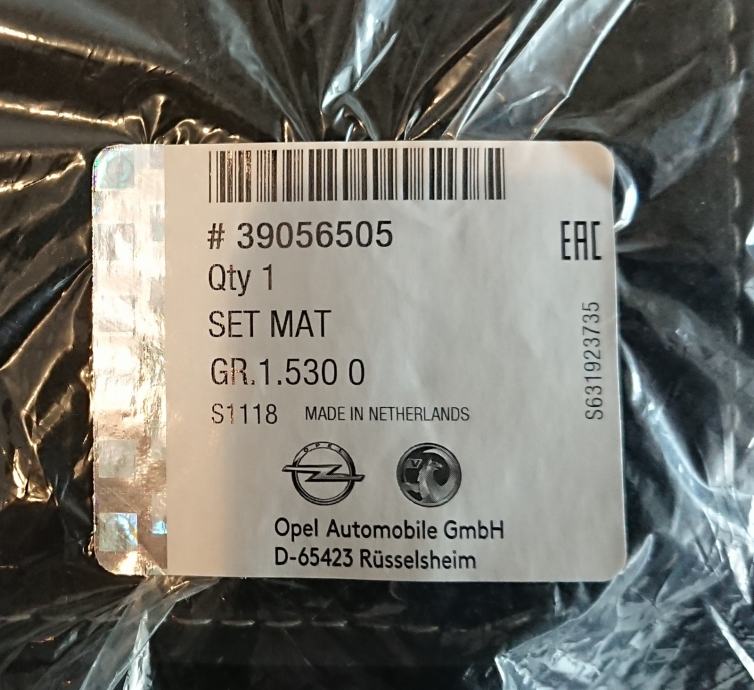 # 39056505
EAC
Qty 1
SET MAT
GR.1.530 0
S1118 MADE IN NETHERLANDS
S631923735
OPEL
Opel Automobile GmbH
D-65423 Rüsselsheim